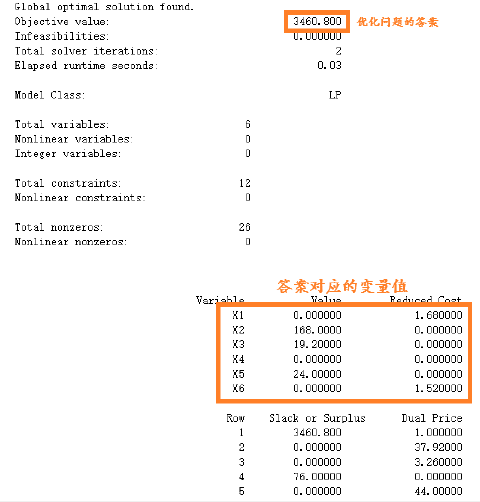 Global optimal solution found.
Objective value: 3460.800 优化问题的答案
Infeasibilities: 0.000000
Total solver iterations: 2
Elapsed runtime seconds: 0.03
Model Class: LP
Total variables: 6
Nonlinear variables: 0
Integer variables: 0
Total constraints: 12
Nonlinear constraints: 0
Total nonzeros: 26
Nonlinear nonzeros: 0
答案对应的变量值
Variable Value Reduced Cost
X1 0.000000 1.680000
X2 168.0000 0.000000
X3 19.20000 0.000000
X4 0.000000 0.000000
X5 24.00000 0.000000
X6 0.000000 1.520000
Row Slack or Surplus Dual Price
1 3460.800 1.000000
2 0.000000 37.92000
3 0.000000 3.260000
4 76.00000 0.000000
5 0.000000 44.00000